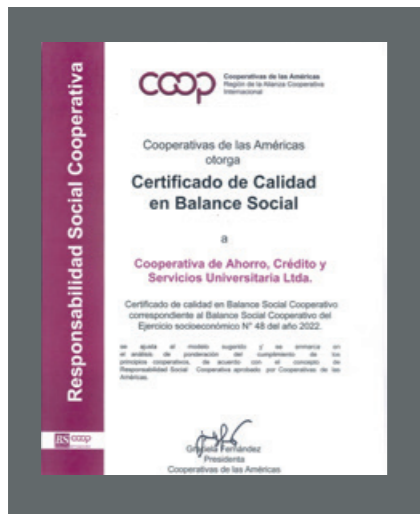 Responsabilidad Social Cooperativa
coop
Cooperativas de las Américas
Región de la Alianza Cooperativa
Internacional
Cooperativas de las Américas
otorga
Certificado de Calidad
en Balance Social
a
Cooperativa de Ahorro, Crédito y
Servicios Universitaria Ltda.
Certificado de calidad en Balance Social Cooperativo
correspondiente al Balance Social Cooperativo del
Ejercicio socioeconómico N° 48 del año 2022.
se ajusta al modelo sugerido y se enmarca en
el análisis de ponderación del cumplimiento de los
principios cooperativos, de acuerdo con el concepto de
Responsabilidad Social Cooperativa aprobado por Cooperativas de las
Américas.
Graciela Fernández
Presidenta
Cooperativas de las Américas
BS coop